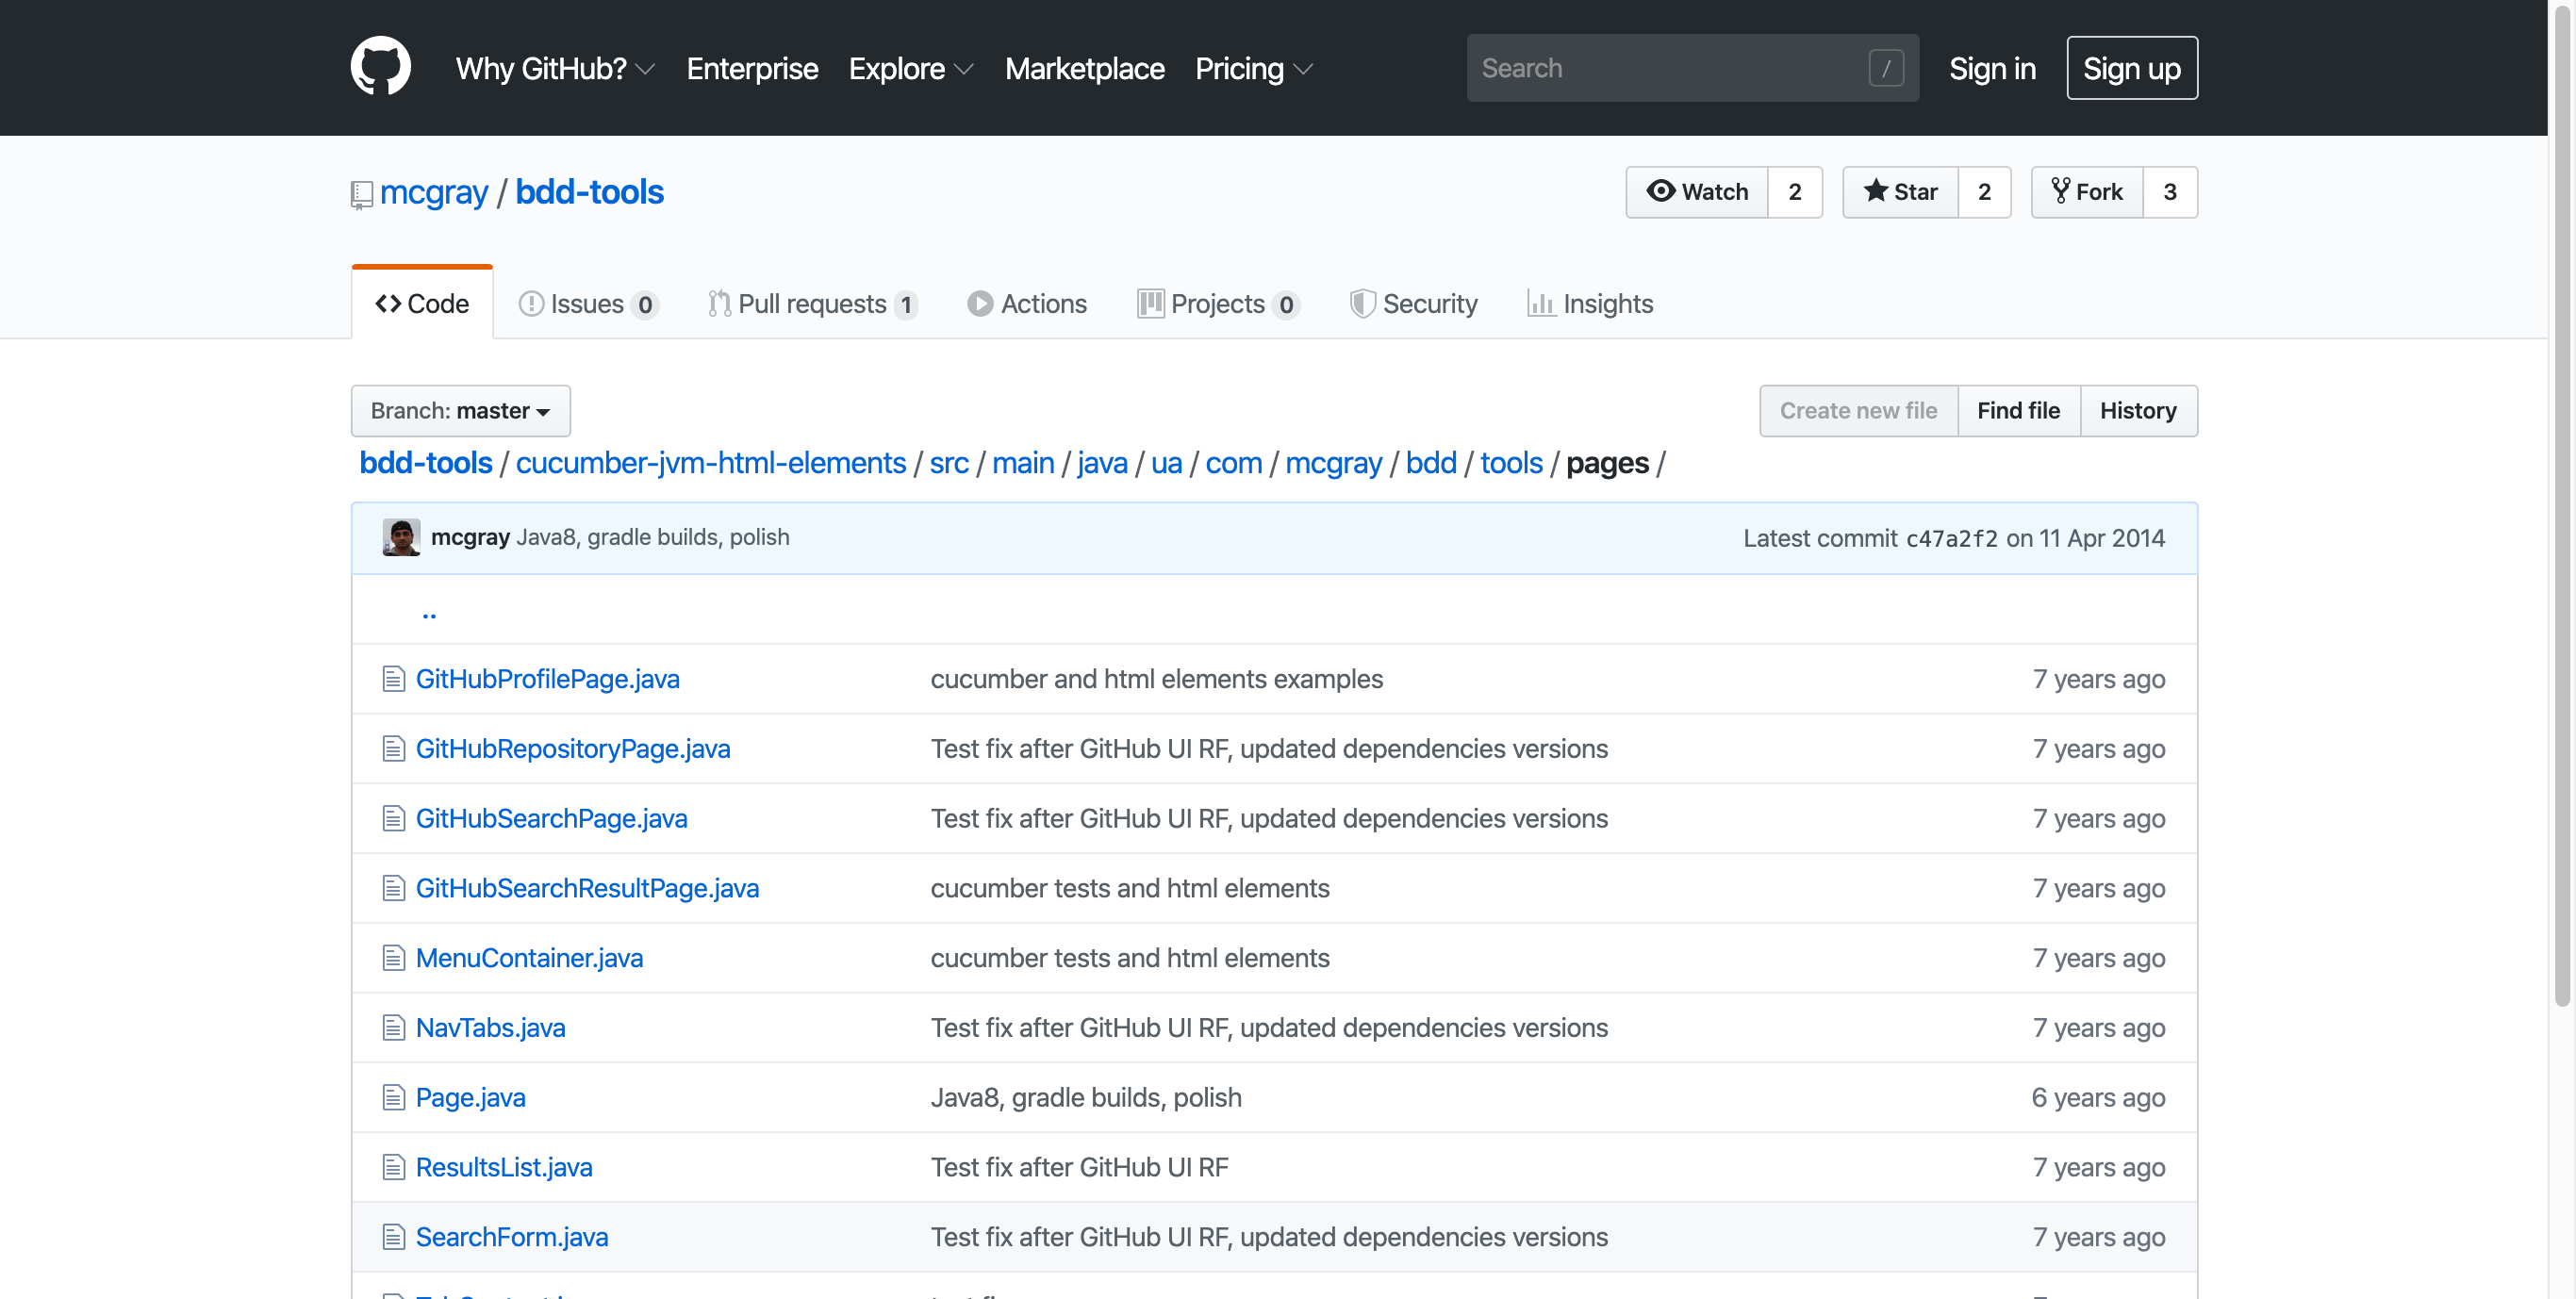 Why GitHub? Enterprise Explore Marketplace Pricing Search / Sign in Sign up
mcgray / bdd-tools Watch 2 Star 2 Fork 3
Code Issues 0 Pull requests 1 Actions Projects 0 Security Insights
Branch: master Create new file Find file History
bdd-tools / cucumber-jvm-html-elements / src / main / java / ua / com / mcgray / bdd / tools / pages /
mcgray Java8, gradle builds, polish Latest commit c47a2f2 on 11 Apr 2014
..
GitHubProfilePage.java cucumber and html elements examples 7 years ago
GitHubRepositoryPage.java Test fix after GitHub UI RF, updated dependencies versions 7 years ago
GitHubSearchPage.java Test fix after GitHub UI RF, updated dependencies versions 7 years ago
GitHubSearchResultPage.java cucumber tests and html elements 7 years ago
MenuContainer.java cucumber tests and html elements 7 years ago
NavTabs.java Test fix after GitHub UI RF, updated dependencies versions 7 years ago
Page.java Java8, gradle builds, polish 6 years ago
ResultsList.java Test fix after GitHub UI RF 7 years ago
SearchForm.java Test fix after GitHub UI RF, updated dependencies versions 7 years ago